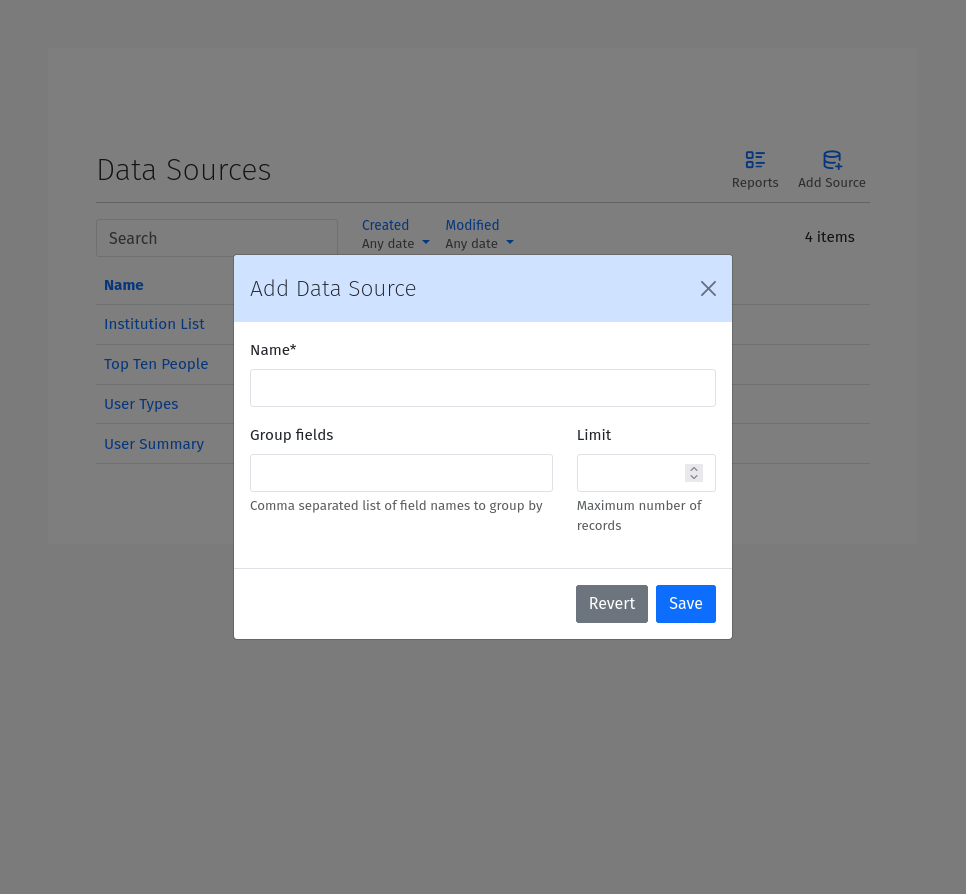 Data Sources
Reports
Add Source
Search
Created
Any date
Modified
Any date
4 items
Name
Institution List
Top Ten People
User Types
User Summary
Add Data Source
Name*
Group fields
Comma separated list of field names to group by
Limit
Maximum number of
records
Revert
Save